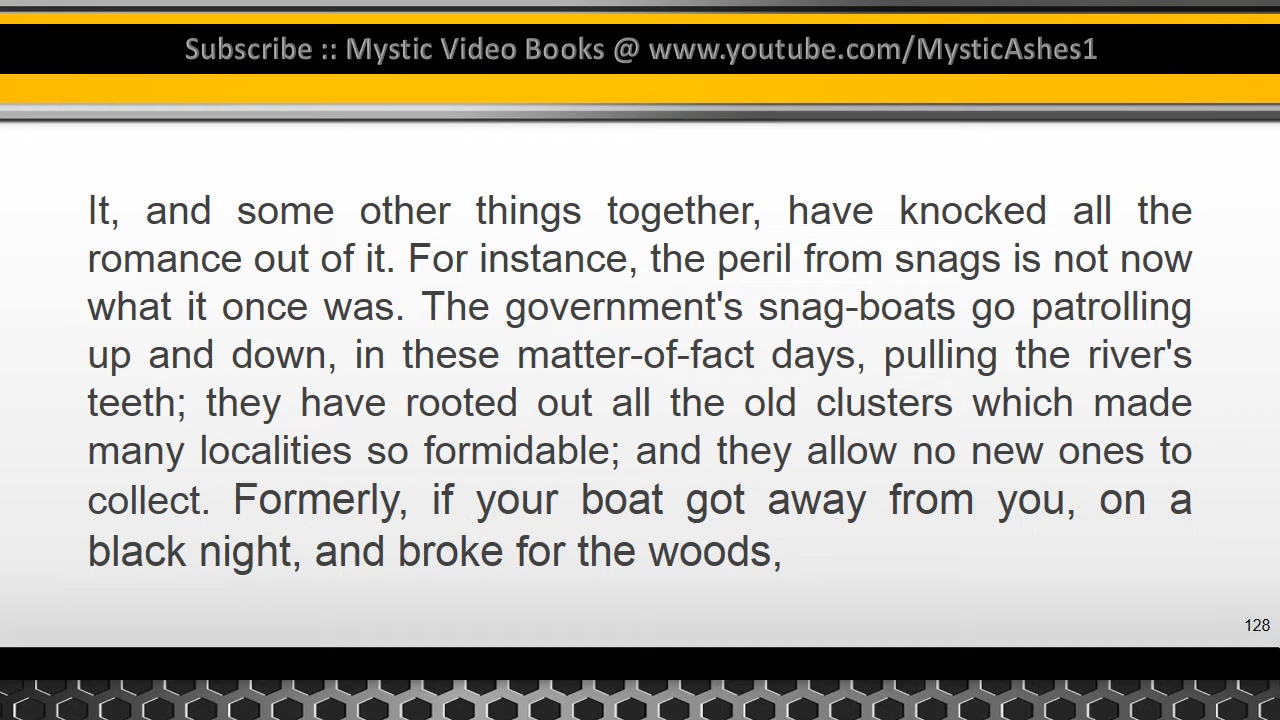 Subscribe :: Mystic Video Books @ www.youtube.com/MysticAshes1
It, and some other things together, have knocked all the
romance out of it. For instance, the peril from snags is not now
what it once was. The government's snag-boats go patrolling
up and down, in these matter-of-fact days, pulling the river's
teeth; they have rooted out all the old clusters which made
many localities so formidable; and they allow no new ones to
collect. Formerly, if your boat got away from you, on a
black night, and broke for the woods,
128